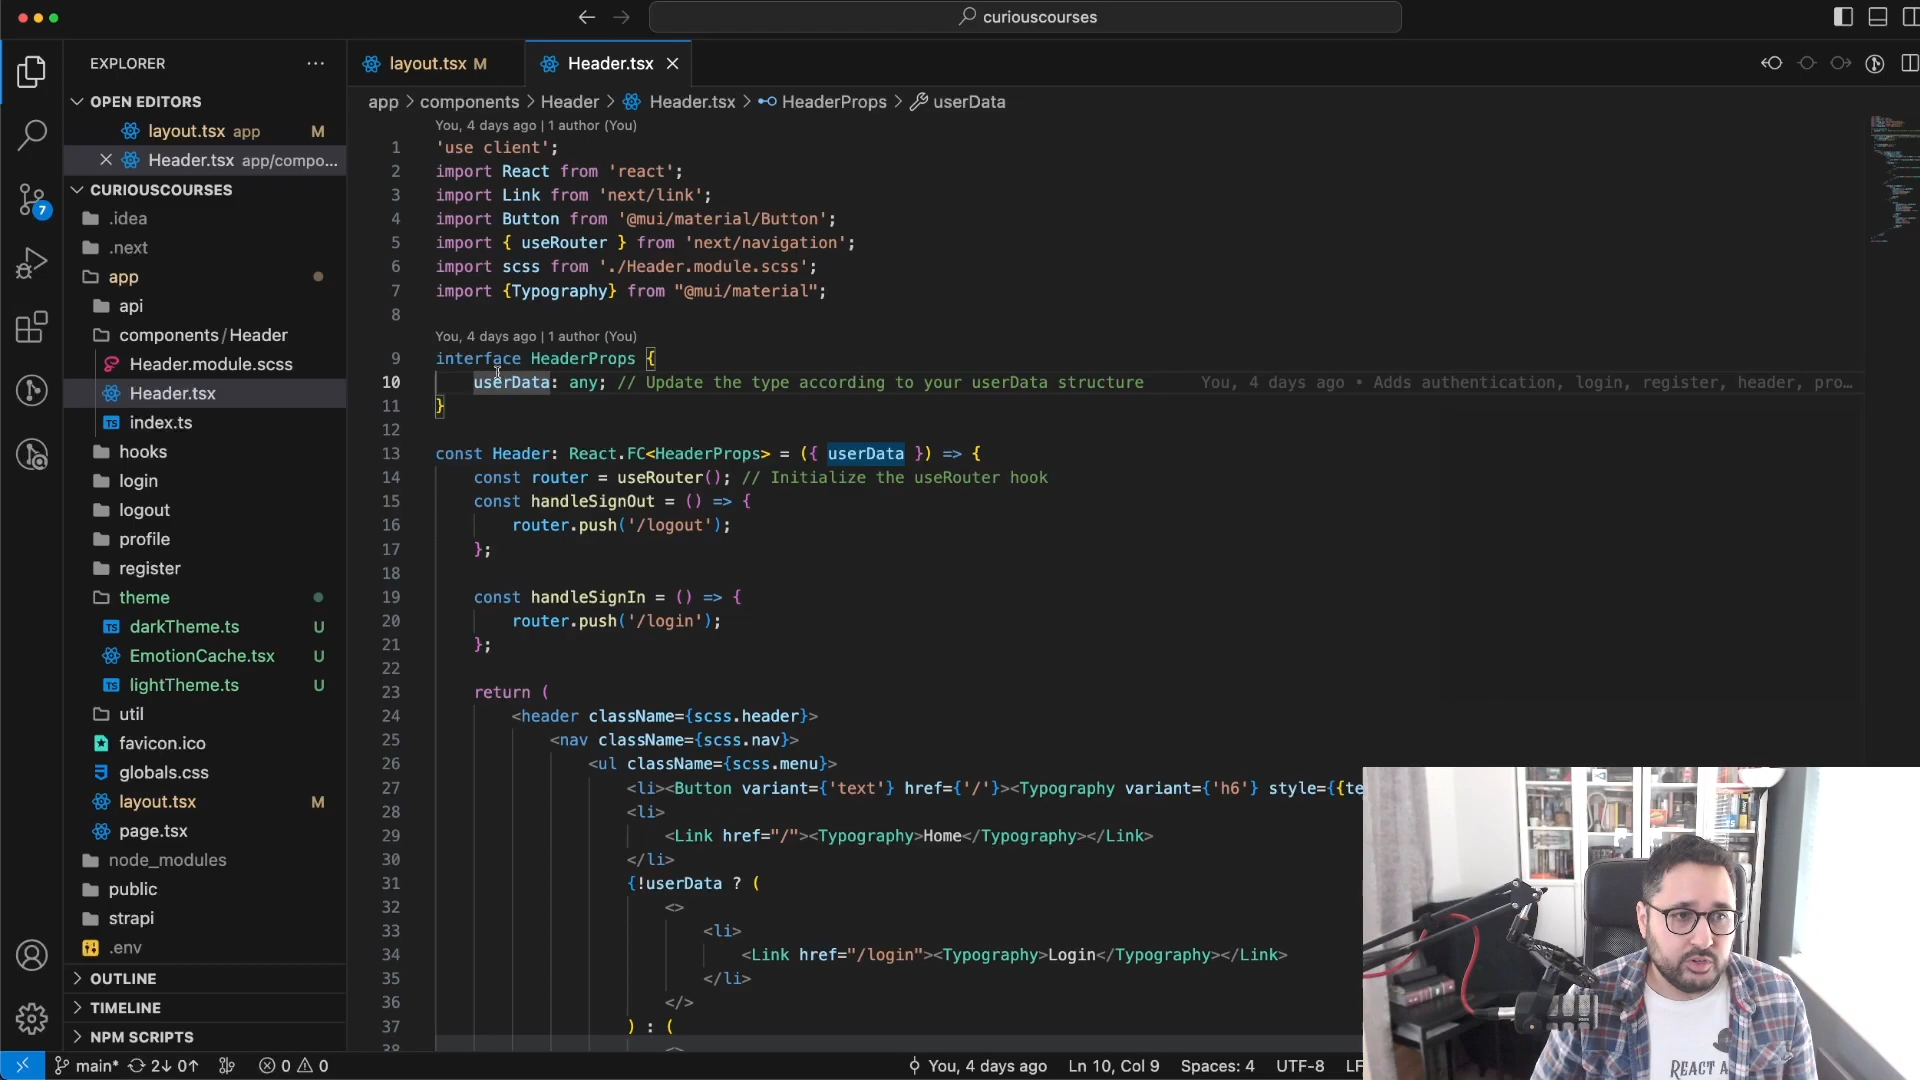 curiouscourses
EXPLORER
layout.tsx M
Header.tsx
OPEN EDITORS
layout.tsx app M
Header.tsx app/compo...
CURIOUSCOURSES
.idea
.next
app
api
components/Header
Header.module.scss
Header.tsx
index.ts
hooks
login
logout
profile
register
theme
darkTheme.ts U
EmotionCache.tsx U
lightTheme.ts U
util
favicon.ico
globals.css
layout.tsx M
page.tsx
node_modules
public
strapi
.env
OUTLINE
TIMELINE
NPM SCRIPTS
7
app > components > Header > Header.tsx > HeaderProps > userData
You, 4 days ago | 1 author (You)
1 'use client';
2 import React from 'react';
3 import Link from 'next/link';
4 import Button from '@mui/material/Button';
5 import { useRouter } from 'next/navigation';
6 import scss from './Header.module.scss';
7 import {Typography} from "@mui/material";
8
You, 4 days ago | 1 author (You)
9 interface HeaderProps {
10 userData: any; // Update the type according to your userData structure You, 4 days ago • Adds authentication, login, register, header, pro...
11 }
12
13 const Header: React.FC<HeaderProps> = ({ userData }) => {
14 const router = useRouter(); // Initialize the useRouter hook
15 const handleSignOut = () => {
16 router.push('/logout');
17 };
18
19 const handleSignIn = () => {
20 router.push('/login');
21 };
22
23 return (
24 <header className={scss.header}>
25 <nav className={scss.nav}>
26 <ul className={scss.menu}>
27 <li><Button variant={'text'} href={'/'}><Typography variant={'h6'} style={{te
28 <li>
29 <Link href="/"><Typography>Home</Typography></Link>
30 </li>
31 {!userData ? (
32 <>
33 <li>
34 <Link href="/login"><Typography>Login</Typography></Link>
35 </li>
36 </>
37 ) : (
38 <>
main* 2↓ 0↑ 0 0 You, 4 days ago Ln 10, Col 9 Spaces: 4 UTF-8 LF
REACT A